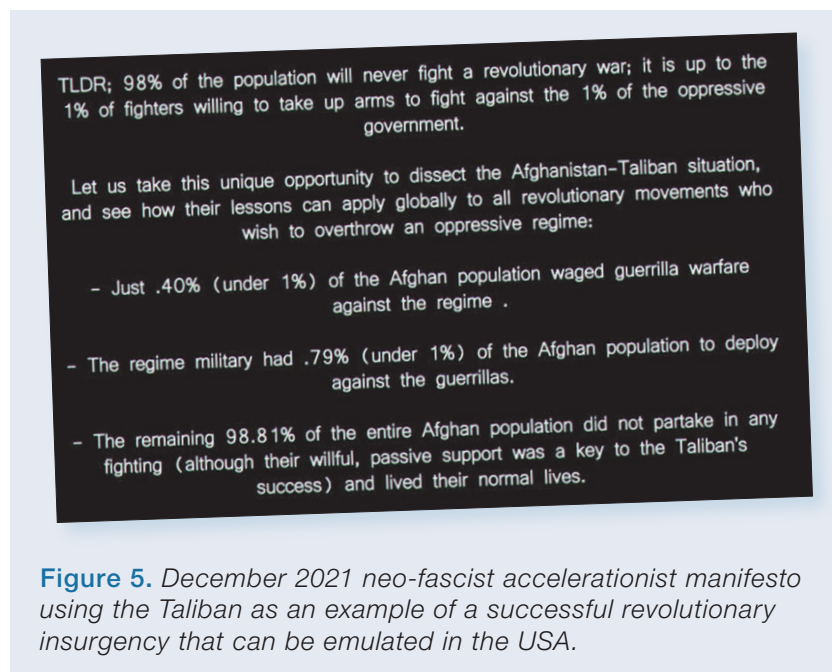 TLDR; 98% of the population will never fight a revolutionary war; it is up to the
1% of fighters willing to take up arms to fight against the 1% of the oppressive
government.
Let us take this unique opportunity to dissect the Afghanistan-Taliban situation,
and see how their lessons can apply globally to all revolutionary movements who
wish to overthrow an oppressive regime:
- Just .40% (under 1%) of the Afghan population waged guerrilla warfare
against the regime .
- The regime military had .79% (under 1%) of the Afghan population to deploy
against the guerrillas.
- The remaining 98.81% of the entire Afghan population did not partake in any
fighting (although their willful, passive support was a key to the Taliban's
success) and lived their normal lives.
Figure 5. December 2021 neo-fascist accelerationist manifesto
using the Taliban as an example of a successful revolutionary
insurgency that can be emulated in the USA.